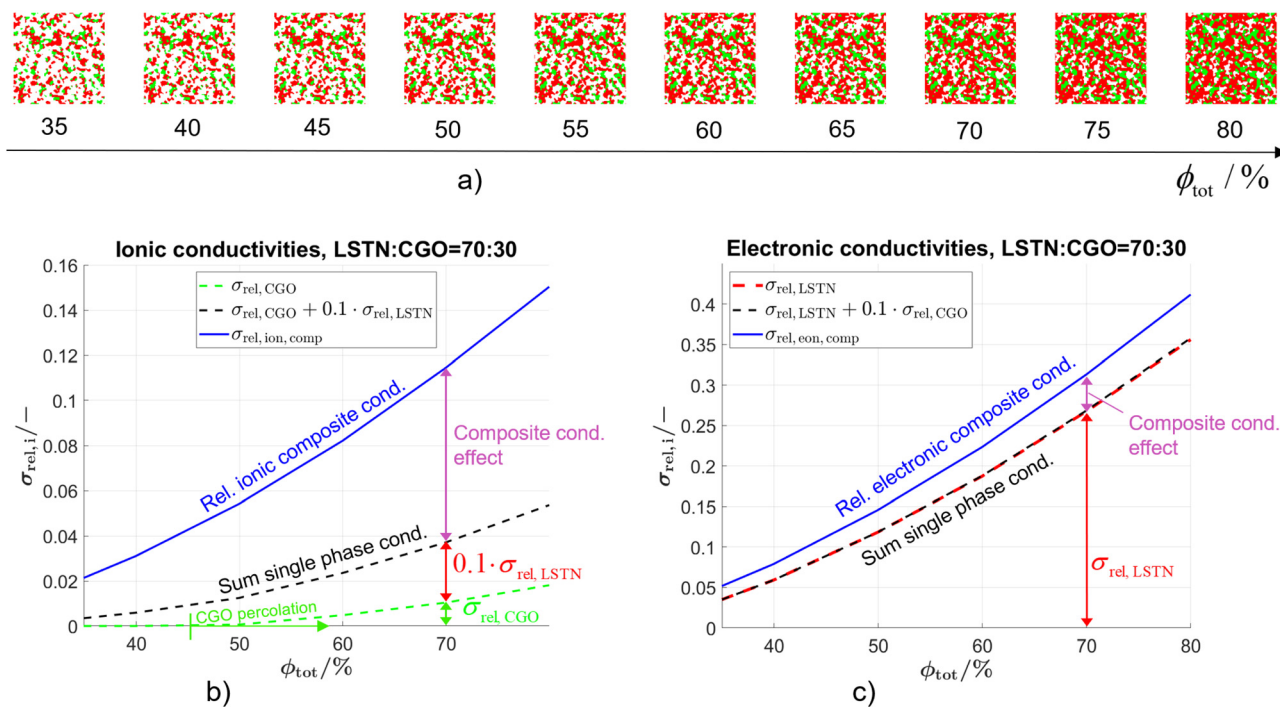 35 40 45 50 55 60 65 70 75 80
a)
ϕtot / %
Ionic conductivities, LSTN:CGO=70:30
0.16
0.14
0.12
0.1
0.08
0.06
0.04
0.02
0
σrel,i/−
σrel,CGO
σrel,CGO + 0.1 · σrel,LSTN
σrel,ion,comp
Rel. ionic composite cond.
Composite cond.
effect
Sum single phase cond.
0.1·σrel,LSTN
CGO percolation
σrel,CGO
40 50 60 70
ϕtot/%
b)
Electronic conductivities, LSTN:CGO=70:30
0.4
0.35
0.3
0.25
0.2
0.15
0.1
0.05
0
σrel,i/−
σrel,LSTN
σrel,LSTN + 0.1 · σrel,CGO
σrel,eon,comp
Rel. electronic composite cond.
Composite cond.
effect
Sum single phase cond.
σrel,LSTN
40 50 60 70 80
ϕtot/%
c)